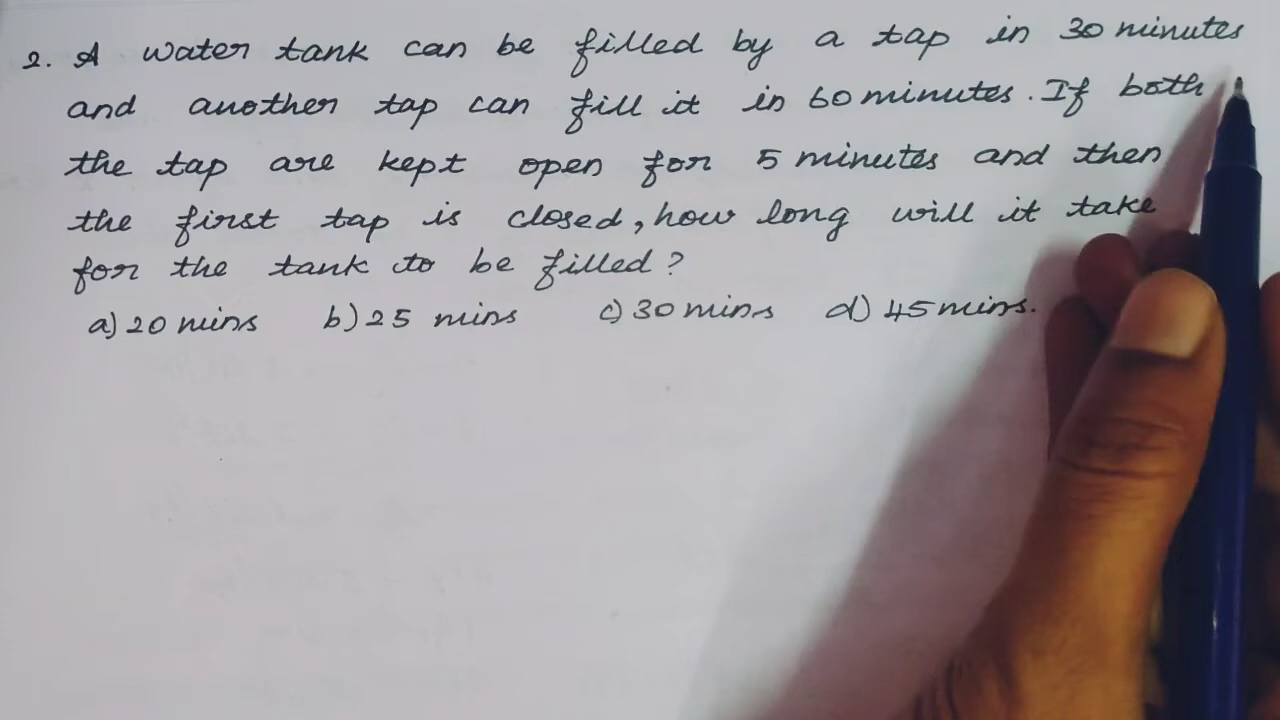 2. A water tank can be filled by a tap in 30 minutes
and another tap can fill it in 60 minutes. If both
the tap are kept open for 5 minutes and then
the first tap is closed, how long will it take
for the tank to be filled?
a) 20 mins b) 25 mins c) 30 mins d) 45 mins.